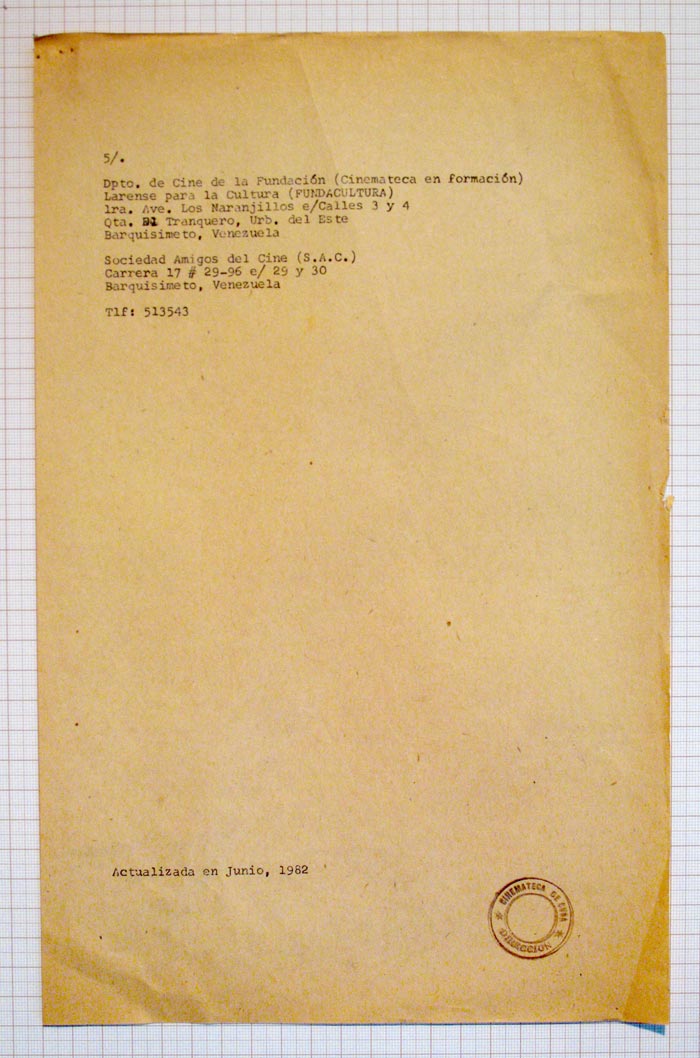 5/.
Dpto. de Cine de la Fundación (Cinemateca en formación)
Larense para la Cultura (FUNDACULTURA)
1ra. Ave. Los Naranjillos e/Calles 3 y 4
Qta. El Tranquero, Urb. del Este
Barquisimeto, Venezuela
Sociedad Amigos del Cine (S.A.C.)
Carrera 17 # 29-96 e/ 29 y 30
Barquisimeto, Venezuela
Tlf: 513543
Actualizada en Junio, 1982
CINEMATECA DE CUBA
DIRECCION